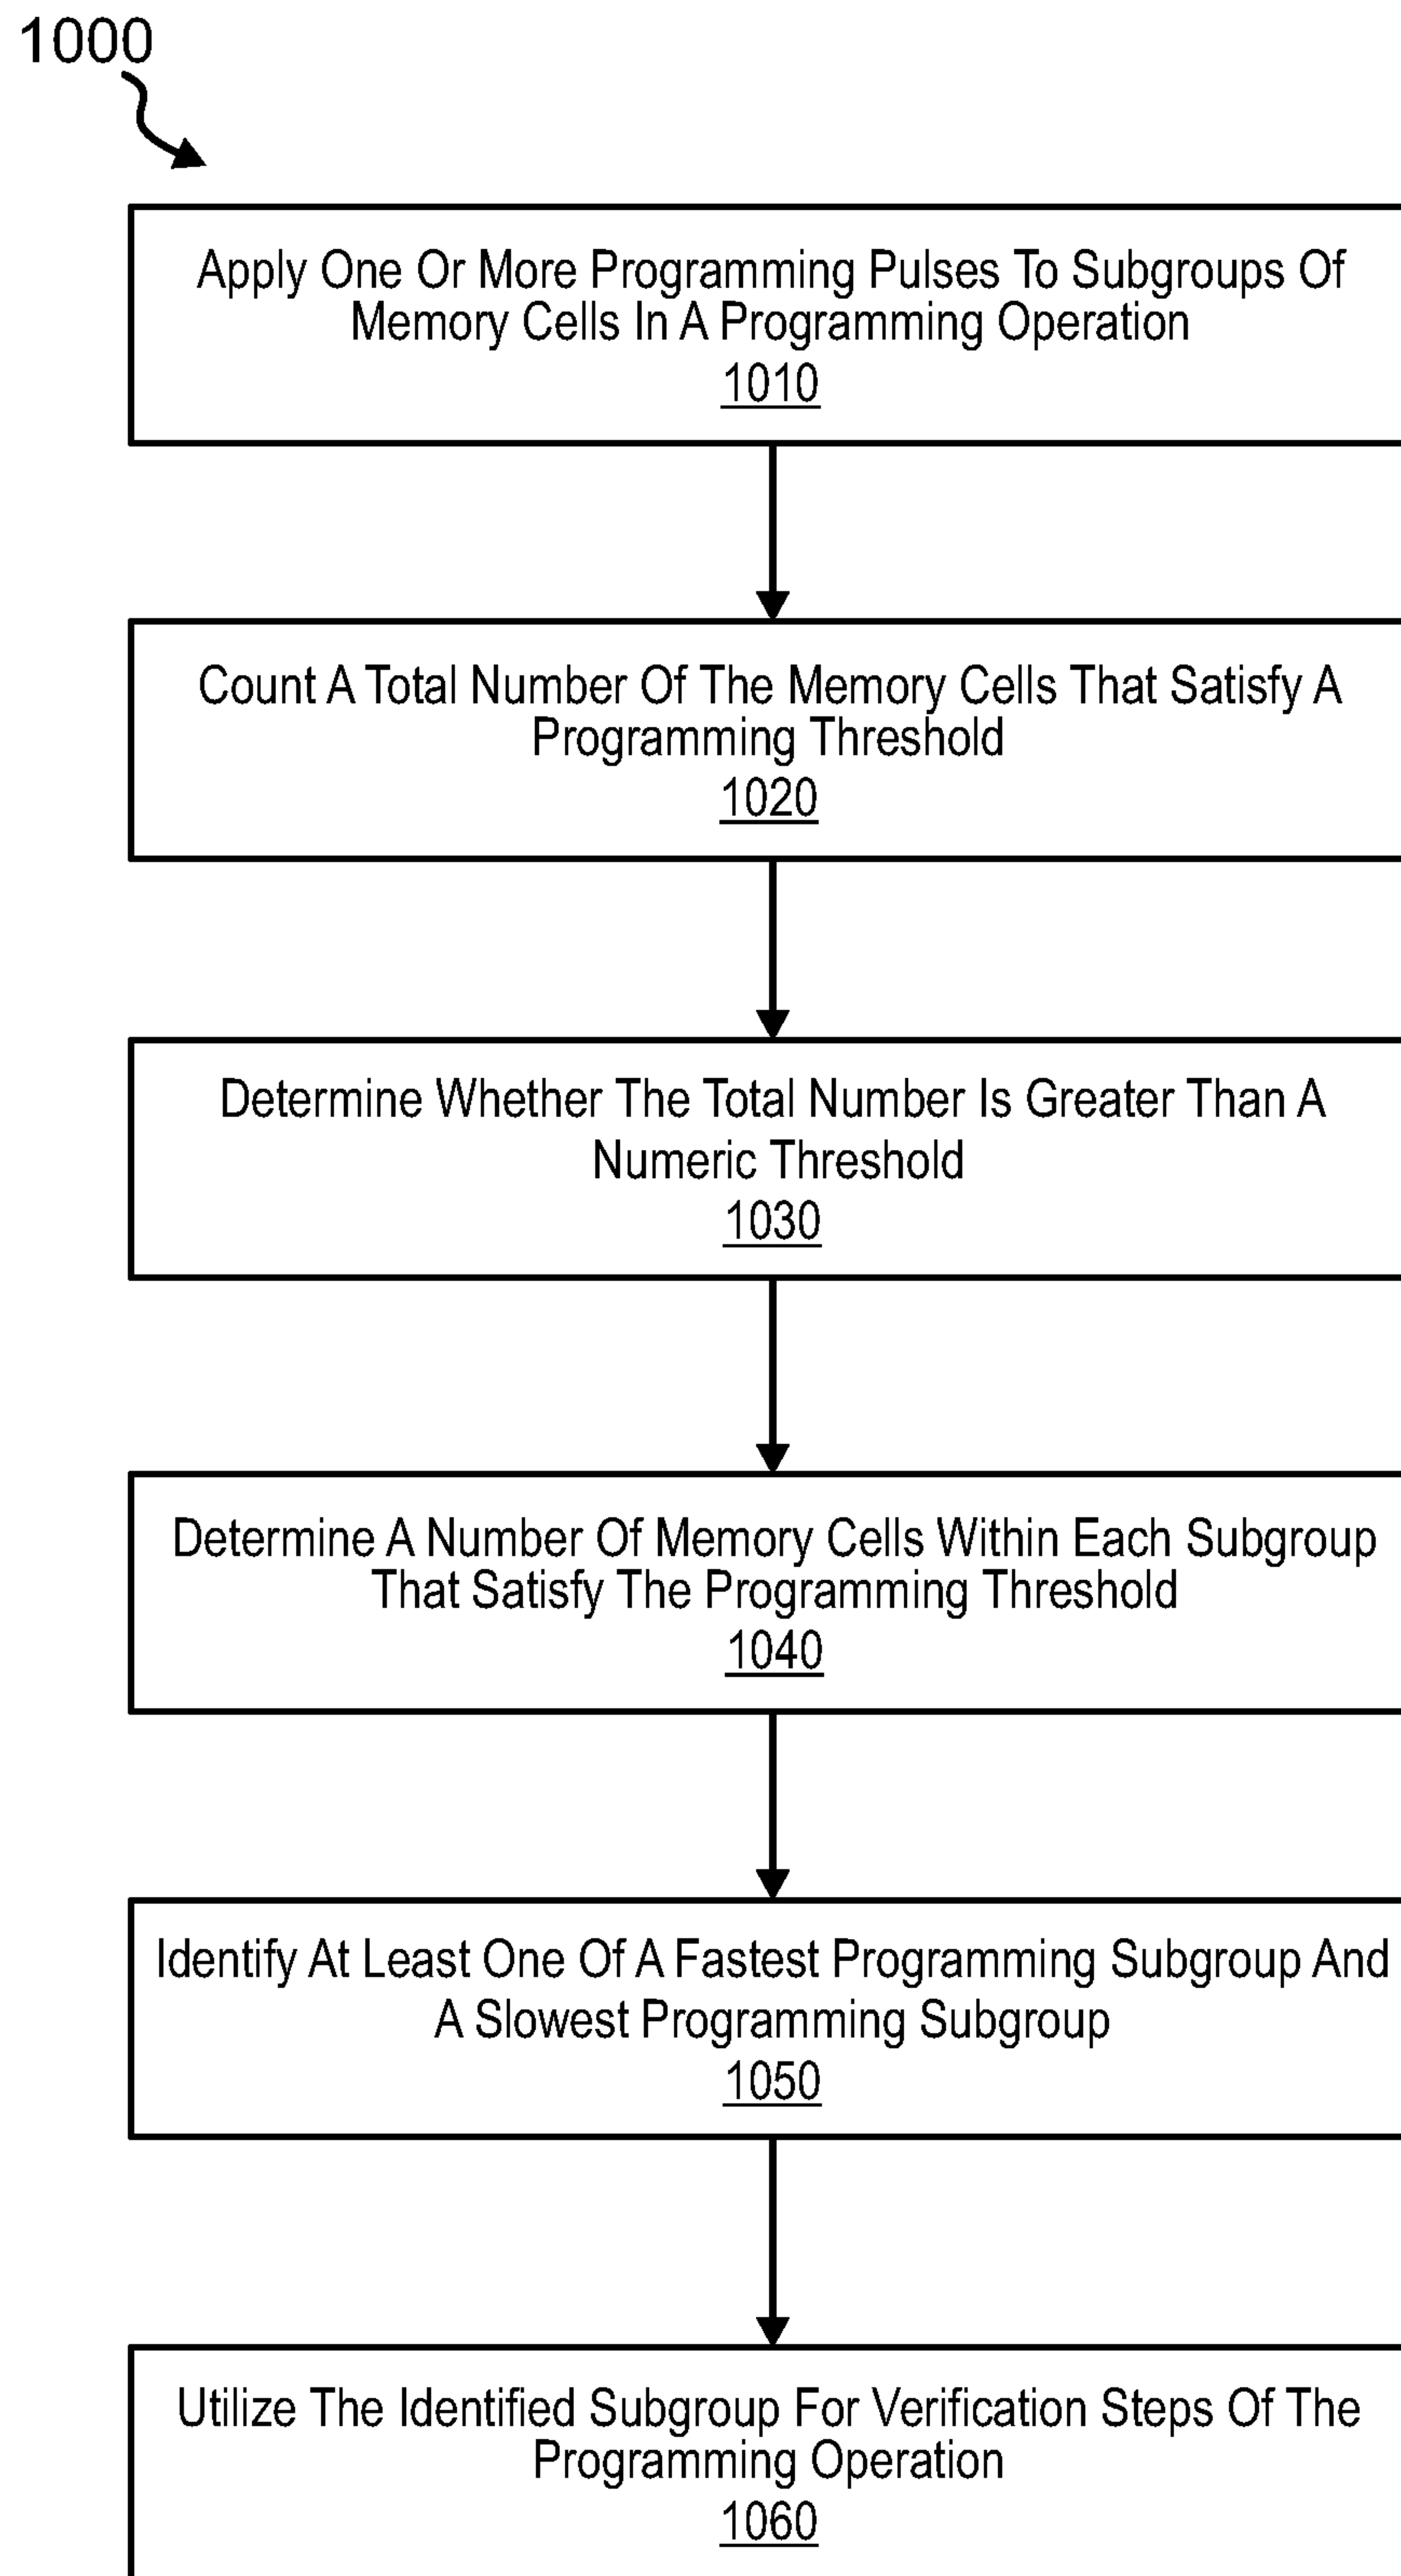 1000
Apply One Or More Programming Pulses To Subgroups Of
Memory Cells In A Programming Operation
1010
Count A Total Number Of The Memory Cells That Satisfy A
Programming Threshold
1020
Determine Whether The Total Number Is Greater Than A
Numeric Threshold
1030
Determine A Number Of Memory Cells Within Each Subgroup
That Satisfy The Programming Threshold
1040
Identify At Least One Of A Fastest Programming Subgroup And
A Slowest Programming Subgroup
1050
Utilize The Identified Subgroup For Verification Steps Of The
Programming Operation
1060